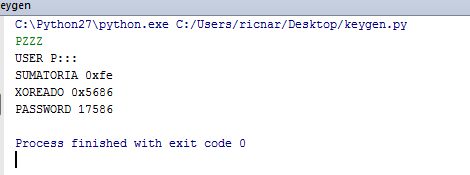 eygen
C:\Python27\python.exe C:/Users/ricnar/Desktop/keygen.py
PZZZ
USER P:::
SUMATORIA 0xfe
XOREADO 0x5686
PASSWORD 17586
Process finished with exit code 0